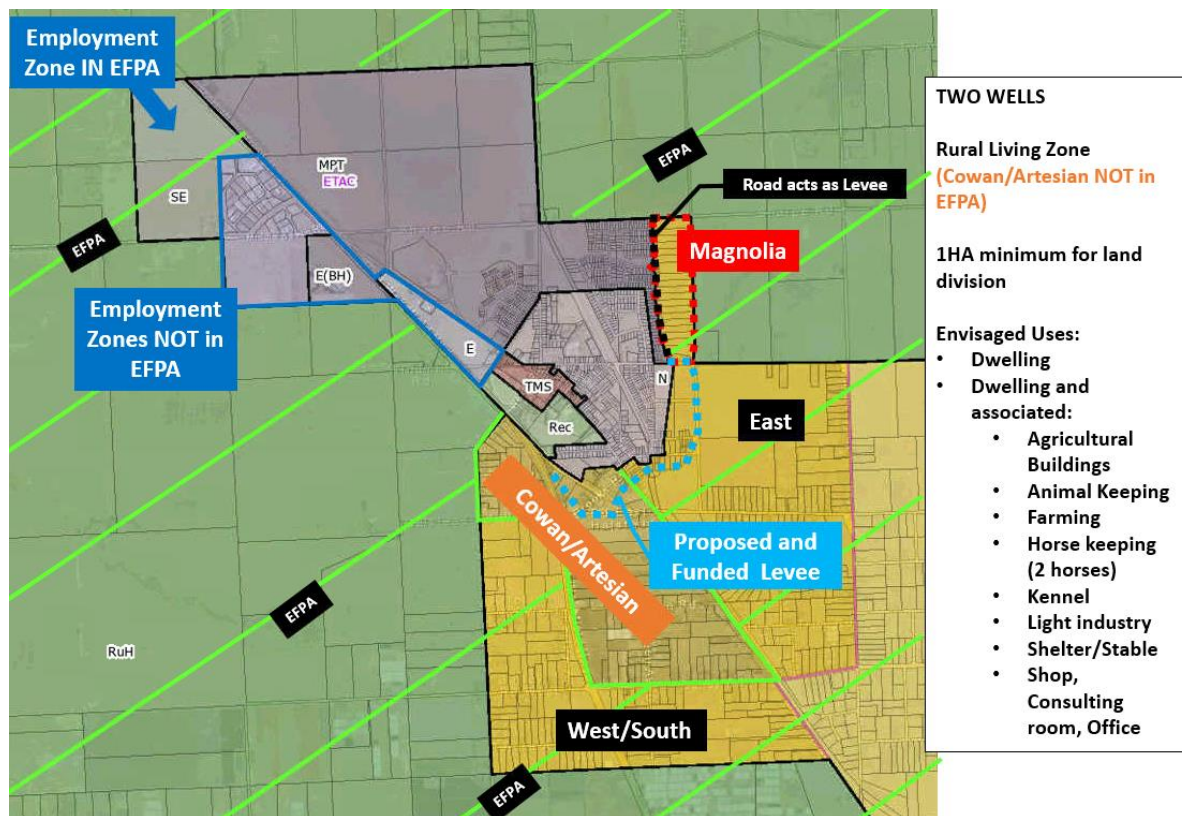 Employment
Zone IN EFPA
EFPA
MPT
ETAC
SE
EFPA
Road acts as Levee
Magnolia
E(BH)
Employment
Zones NOT in
EFPA
E
N
TMS
Rec
East
Cowan/Artesian
Proposed and
Funded Levee
EFPA
RuH
West/South
EFPA
TWO WELLS
Rural Living Zone
(Cowan/Artesian NOT in
EFPA)
1HA minimum for land
division
Envisaged Uses:
• Dwelling
• Dwelling and
associated:
• Agricultural
Buildings
• Animal Keeping
• Farming
• Horse keeping
(2 horses)
• Kennel
• Light industry
• Shelter/Stable
• Shop,
Consulting
room, Office